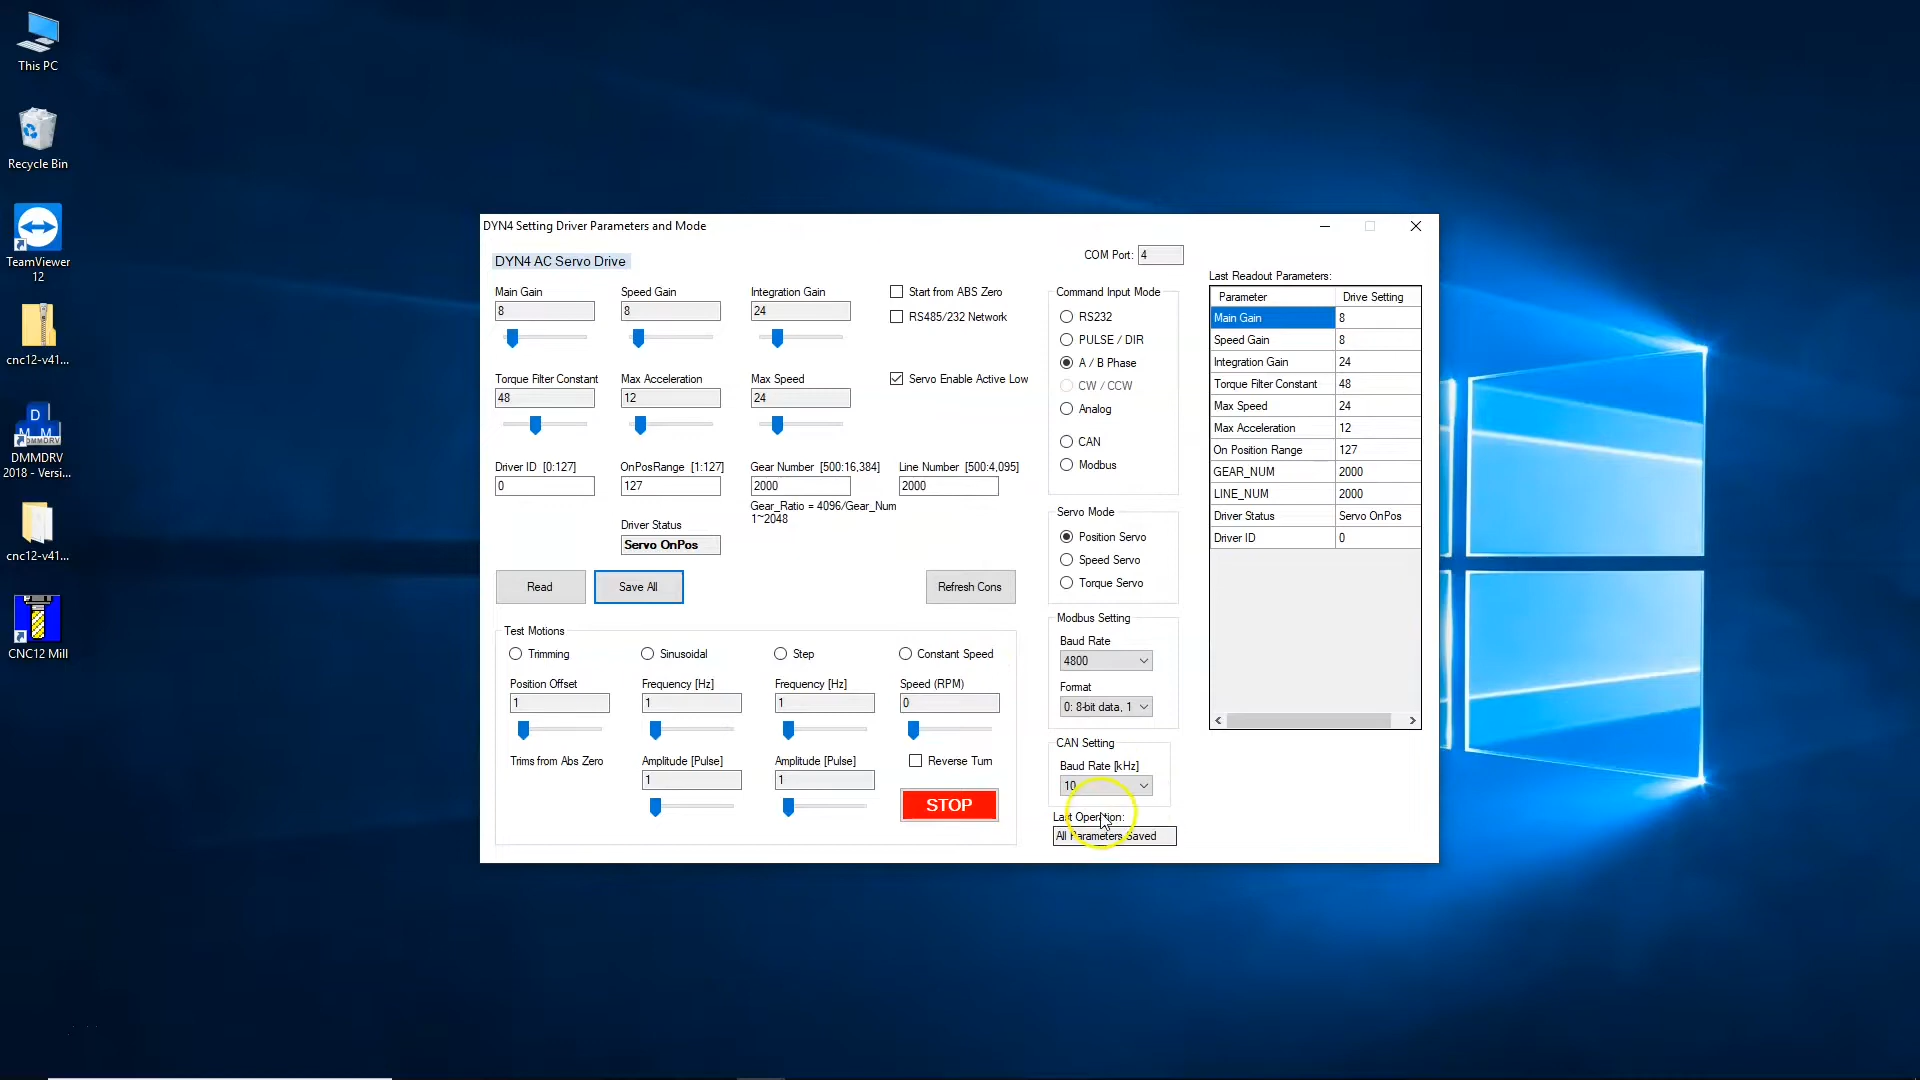 This PC
Recycle Bin
TeamViewer
12
cnc12-v41...
D
M M
DMMDRV
DMMDRV
2018 - Versi...
cnc12-v41...
CNC12 Mill
DYN4 Setting Driver Parameters and Mode
DYN4 AC Servo Drive
COM Port: 4
Main Gain
8
Speed Gain
8
Integration Gain
24
Start from ABS Zero
RS485/232 Network
Torque Filter Constant
48
Max Acceleration
12
Max Speed
24
Servo Enable Active Low
Driver ID [0:127]
0
OnPosRange [1:127]
127
Gear Number [500:16,384]
2000
Gear_Ratio = 4096/Gear_Num
1~2048
Line Number [500:4,095]
2000
Driver Status
Servo OnPos
Read
Save All
Refresh Cons
Test Motions
Trimming
Position Offset
1
Trims from Abs Zero
Sinusoidal
Frequency [Hz]
1
Amplitude [Pulse]
1
Step
Frequency [Hz]
1
Amplitude [Pulse]
1
Constant Speed
Speed (RPM)
0
Reverse Turn
STOP
Command Input Mode
RS232
PULSE / DIR
A / B Phase
CW / CCW
Analog
CAN
Modbus
Servo Mode
Position Servo
Speed Servo
Torque Servo
Modbus Setting
Baud Rate
4800
Format
0: 8-bit data, 1
CAN Setting
Baud Rate [kHz]
10
Last Operation:
All Parameters Saved
Last Readout Parameters:
Parameter Drive Setting
Main Gain 8
Speed Gain 8
Integration Gain 24
Torque Filter Constant 48
Max Speed 24
Max Acceleration 12
On Position Range 127
GEAR_NUM 2000
LINE_NUM 2000
Driver Status Servo OnPos
Driver ID 0